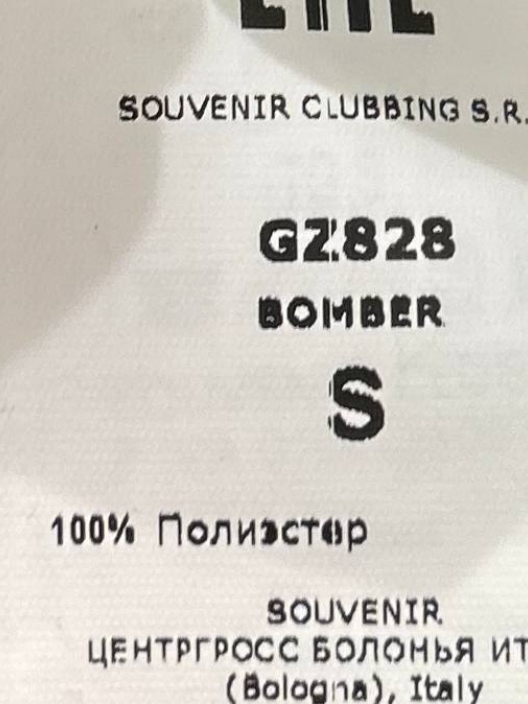 SOUVENIR CLUBBING S.R.
GZ828
BOMBER
S
100% Полиэстер
SOUVENIR
ЦЕНТРГРОСС БОЛОНЬЯ ИТ
(Bologna), Italy